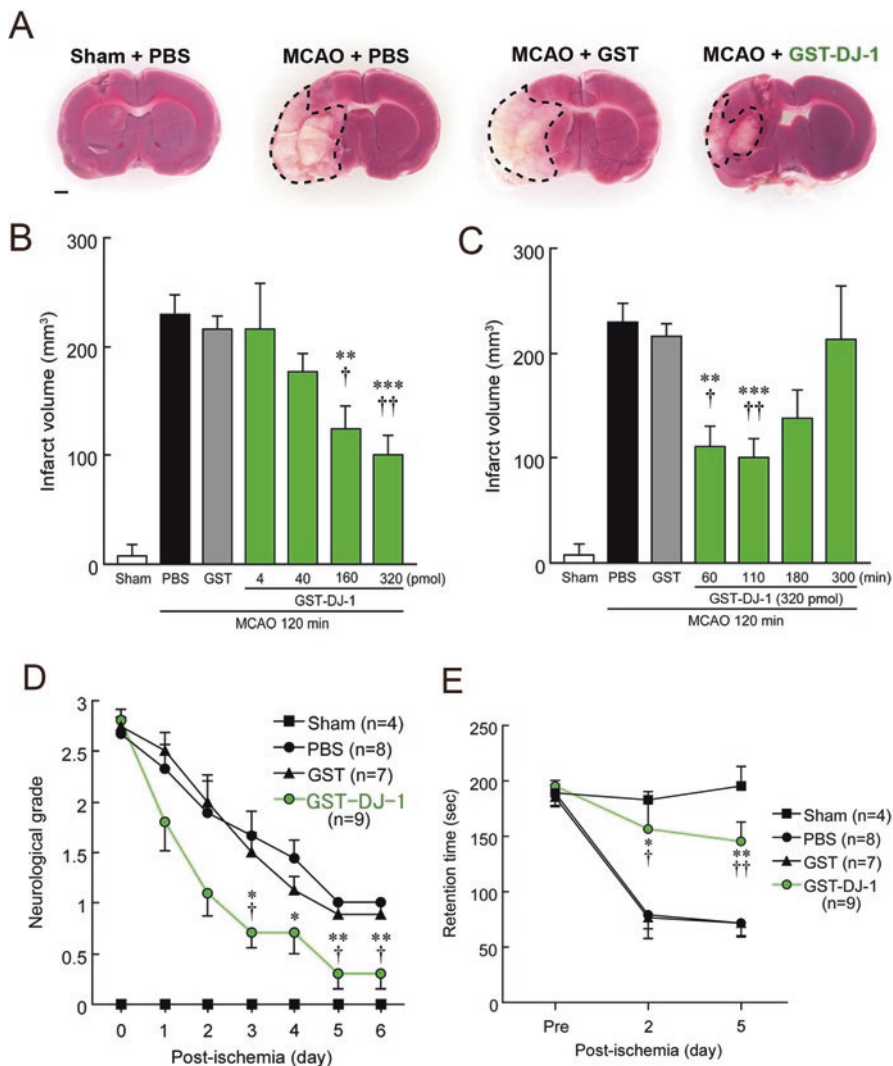 A
Sham + PBS
MCAO + PBS
MCAO + GST
MCAO + GST-DJ-1
B
Infarct volume (mm³)
300
200
100
0
**
†
***
††
Sham
PBS
GST
4
40
160
320 (pmol)
GST-DJ-1
MCAO 120 min
C
Infarct volume (mm³)
300
200
100
0
**
†
***
††
Sham
PBS
GST
60
110
180
300 (min)
GST-DJ-1 (320 pmol)
MCAO 120 min
D
Neurological grade
3
2.5
2
1.5
1
0.5
0
Sham (n=4)
PBS (n=8)
GST (n=7)
GST-DJ-1
(n=9)
*
†
*
**
†
**
†
0 1 2 3 4 5 6
Post-ischemia (day)
E
Retention time (sec)
250
200
150
100
50
0
*
†
**
††
Sham (n=4)
PBS (n=8)
GST (n=7)
GST-DJ-1
(n=9)
Pre 2 5
Post-ischemia (day)